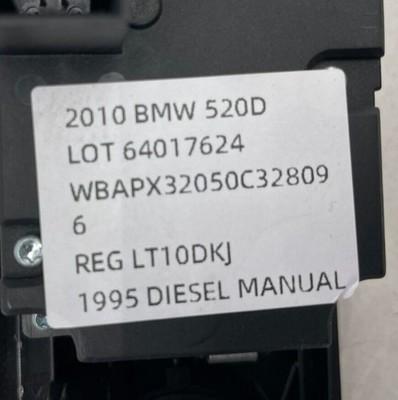 2010 BMW 520D
LOT 64017624
WBAPX32050C32809
6
REG LT10DKJ
1995 DIESEL MANUAL